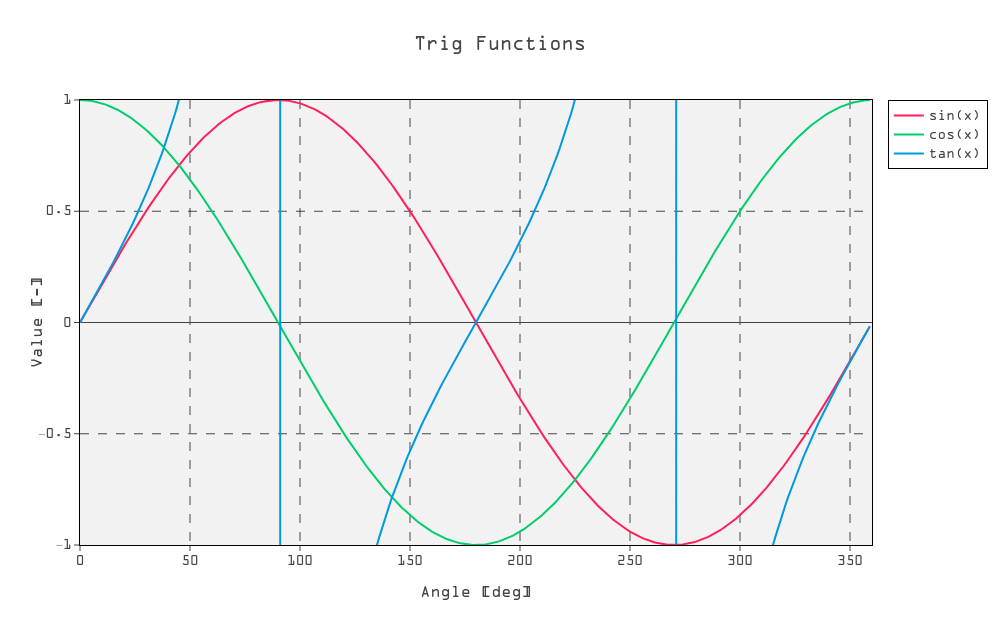 Trig Functions
sin(x)
cos(x)
tan(x)
1
0.5
0
-0.5
-1
Value [-]
0 50 100 150 200 250 300 350
Angle [deg]